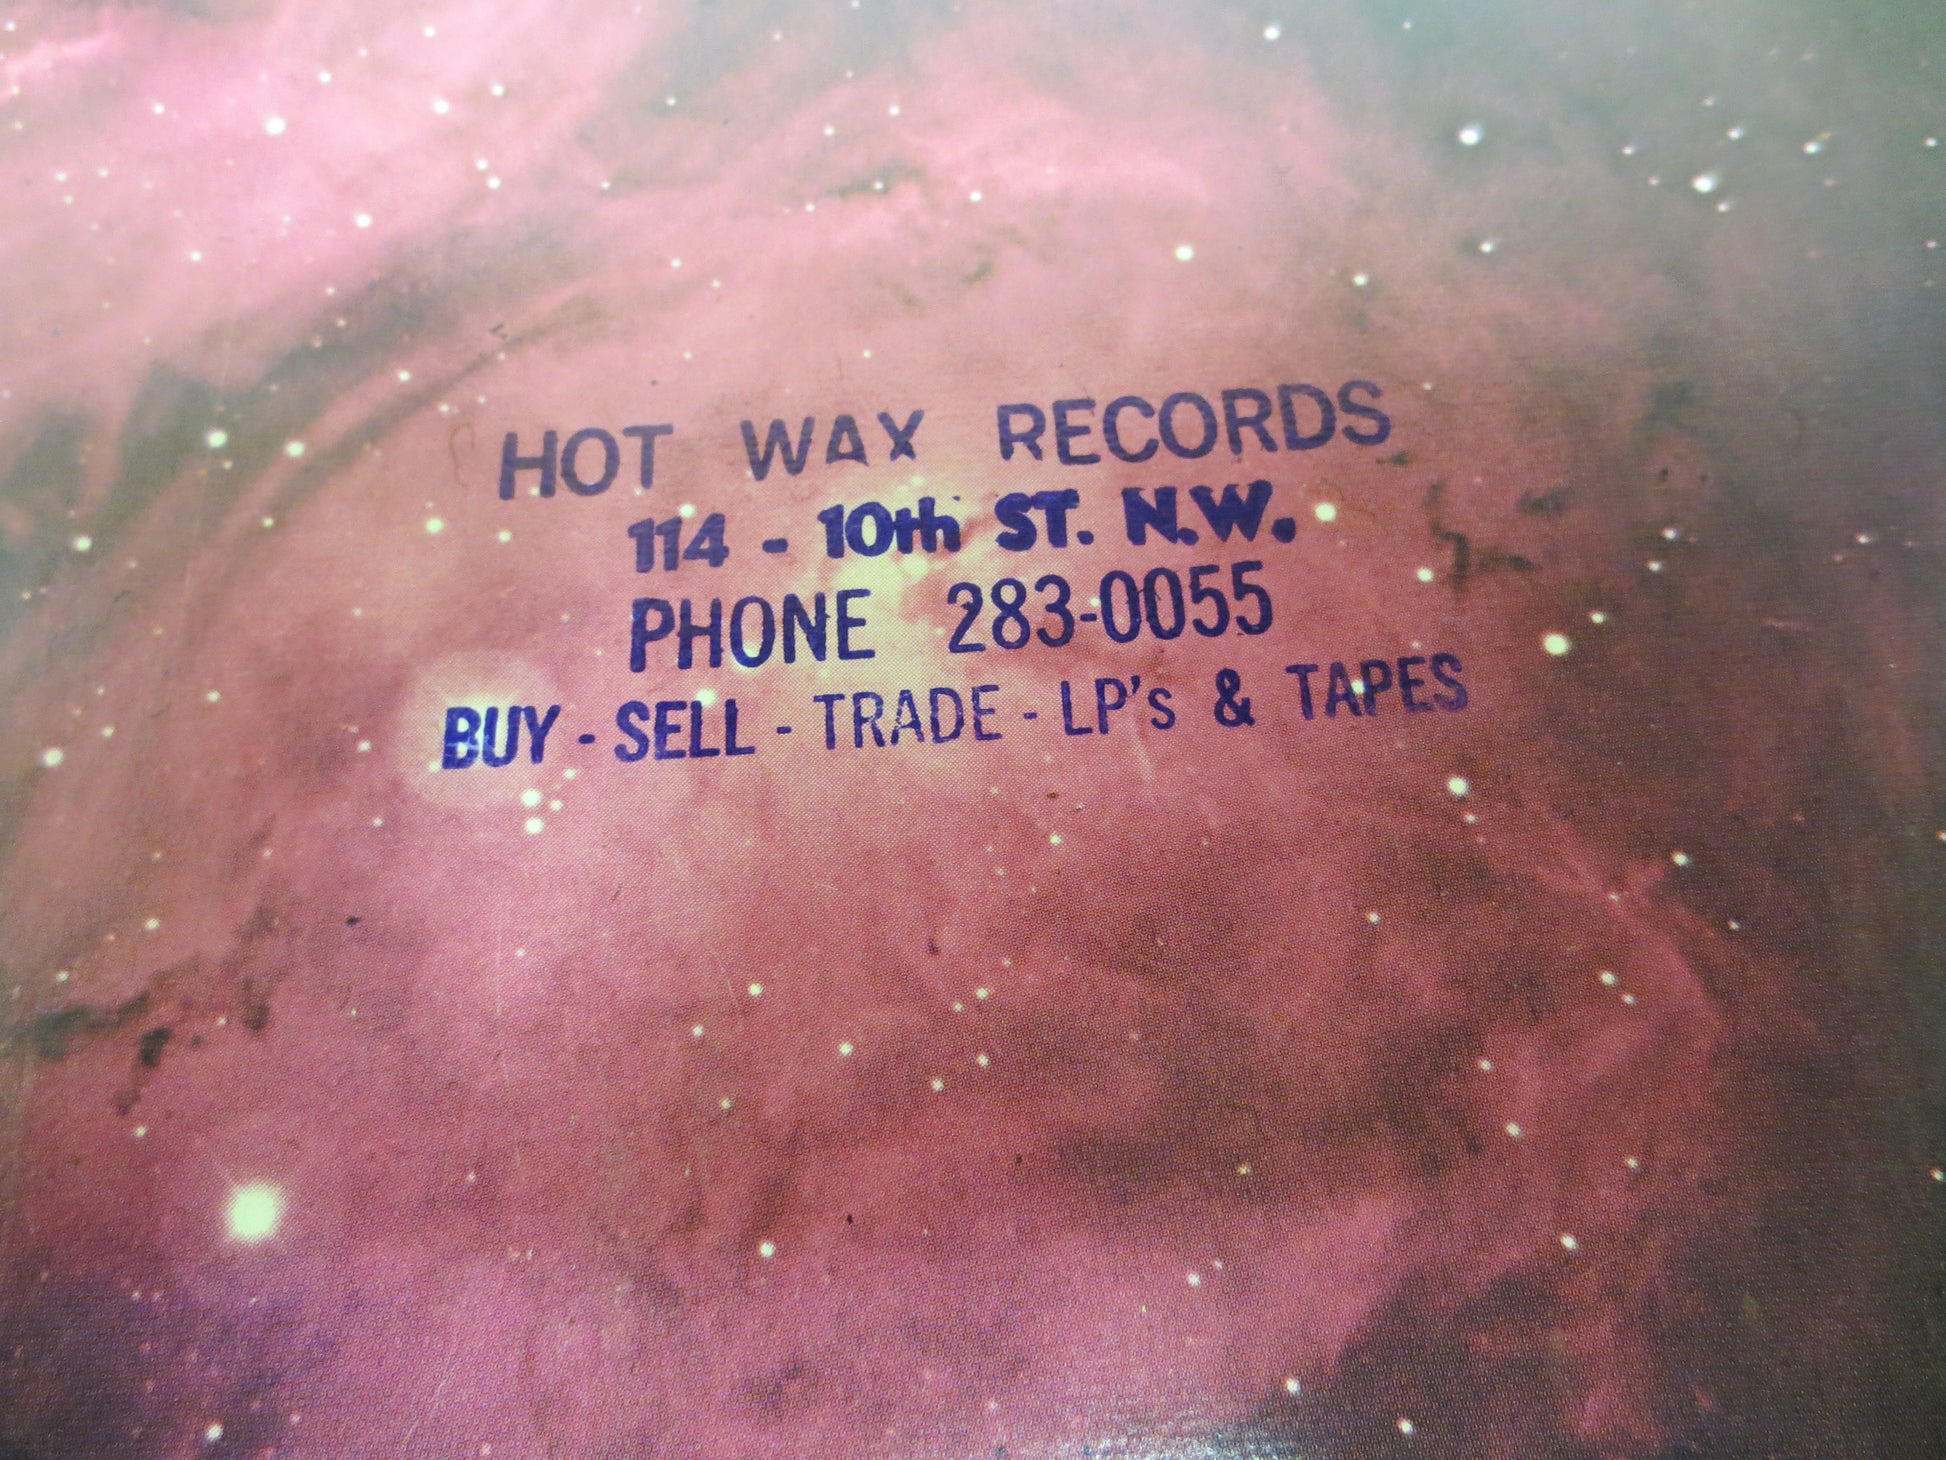 HOT WAX RECORDS
114 - 10th ST. N.W.
PHONE 283-0055
BUY - SELL - TRADE - LP's & TAPES